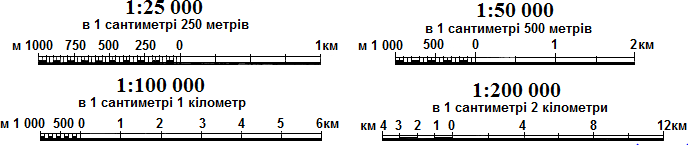 1:25 000
в 1 сантиметрі 250 метрів
м 1000 750 500 250 0 1км
1:50 000
в 1 сантиметрі 500 метрів
м 1 000 500 0 1 2км
1:100 000
в 1 сантиметрі 1 кілометр
м 1 000 500 0 1 2 3 4 5 6км
1:200 000
в 1 сантиметрі 2 кілометри
км 4 3 2 1 0 4 8 12км